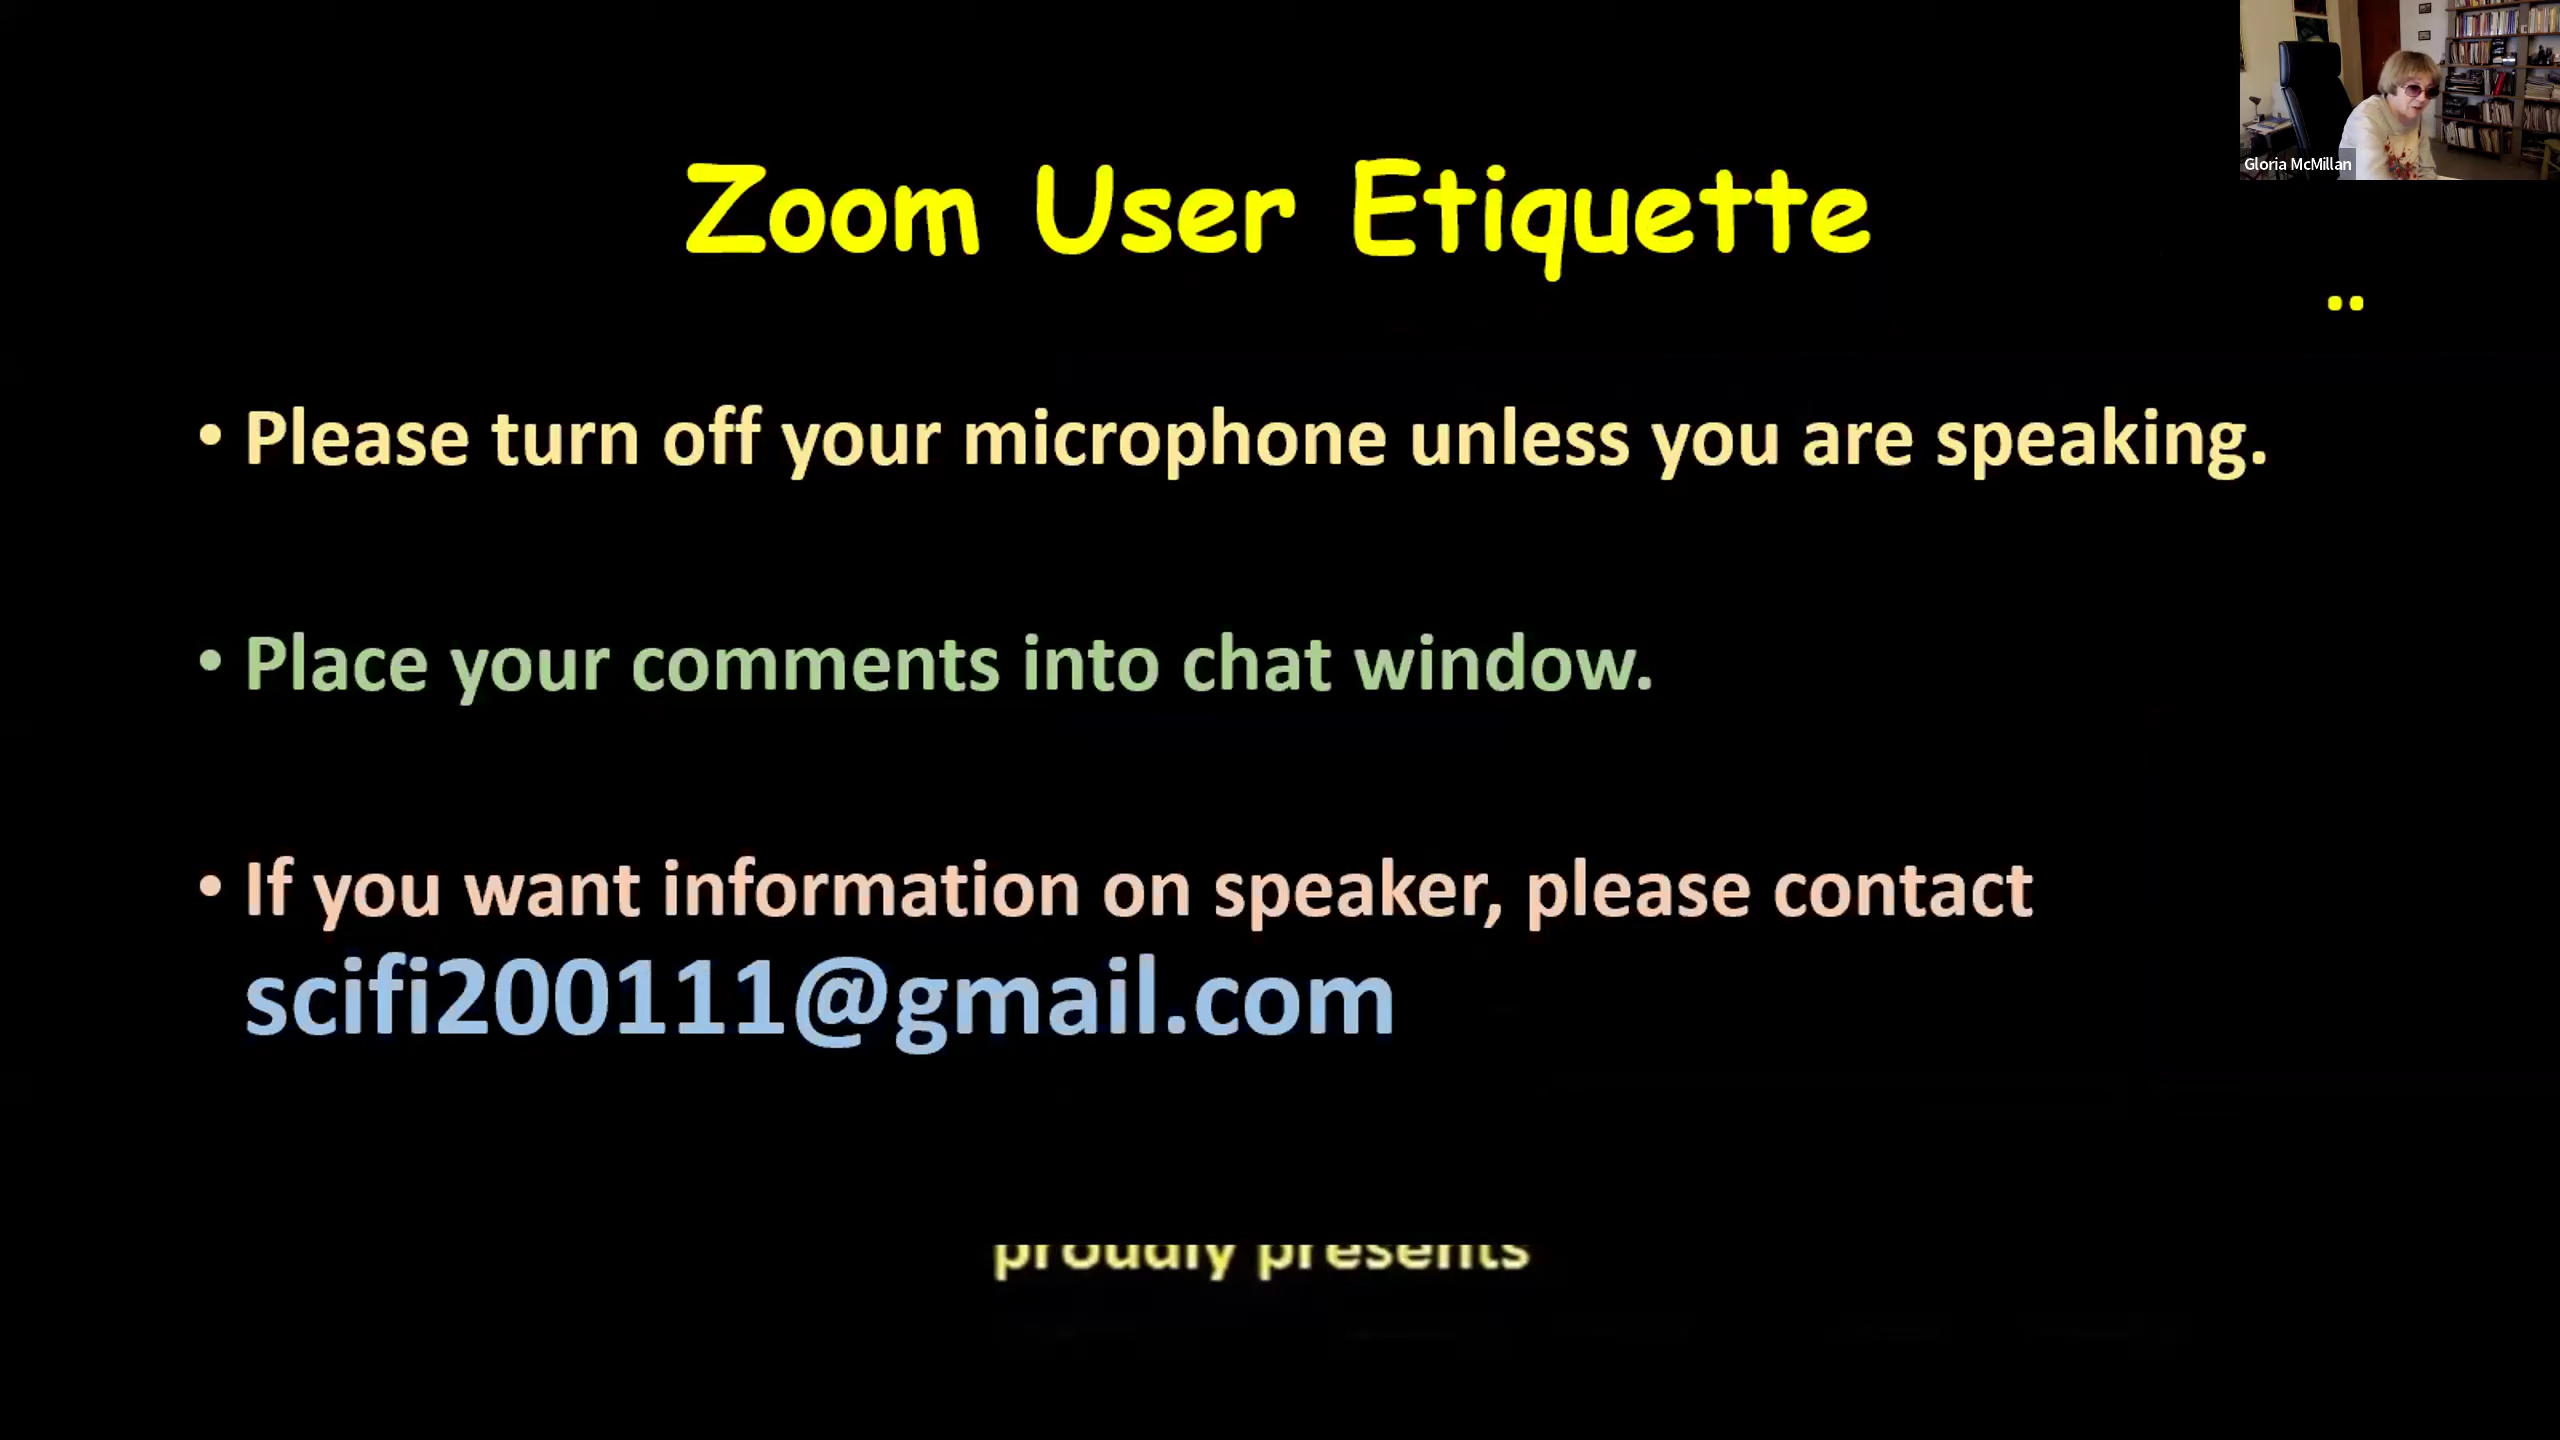 Gloria McMillan
Zoom User Etiquette
..
• Please turn off your microphone unless you are speaking.
• Place your comments into chat window.
• If you want information on speaker, please contact
scifi200111@gmail.com
proudly presents